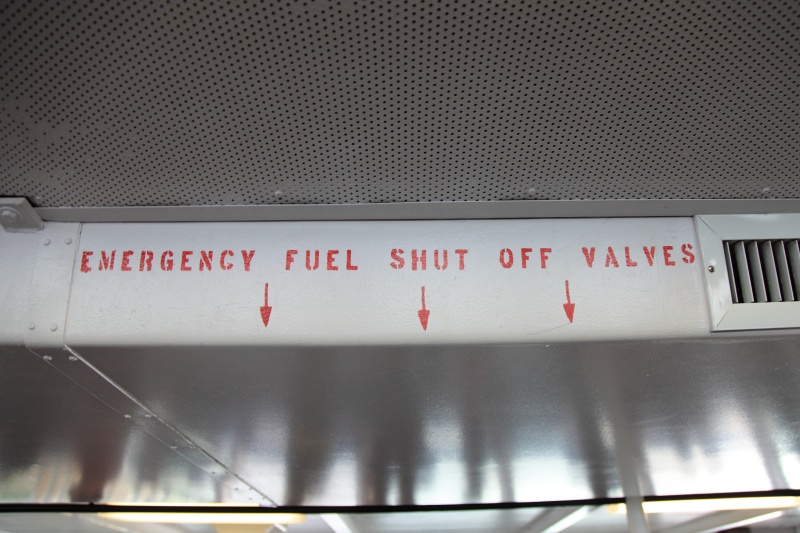 EMERGENCY FUEL SHUT OFF VALVES